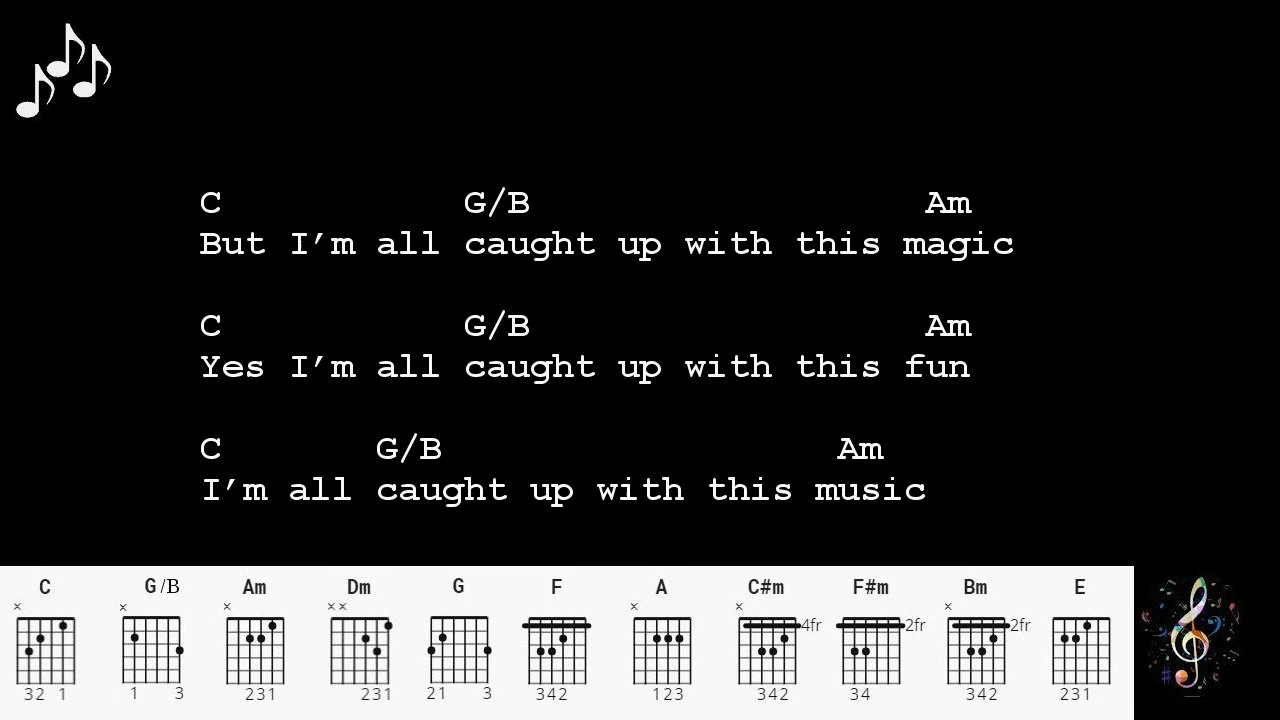 C G/B Am
But I’m all caught up with this magic
C G/B Am
Yes I’m all caught up with this fun
C G/B Am
I’m all caught up with this music
C G/B Am Dm G F A C#m F#m Bm E
× × × ×× × × ×
4fr 2fr 2fr
32 1 1 3 231 231 21 3 342 123 342 34 342 231